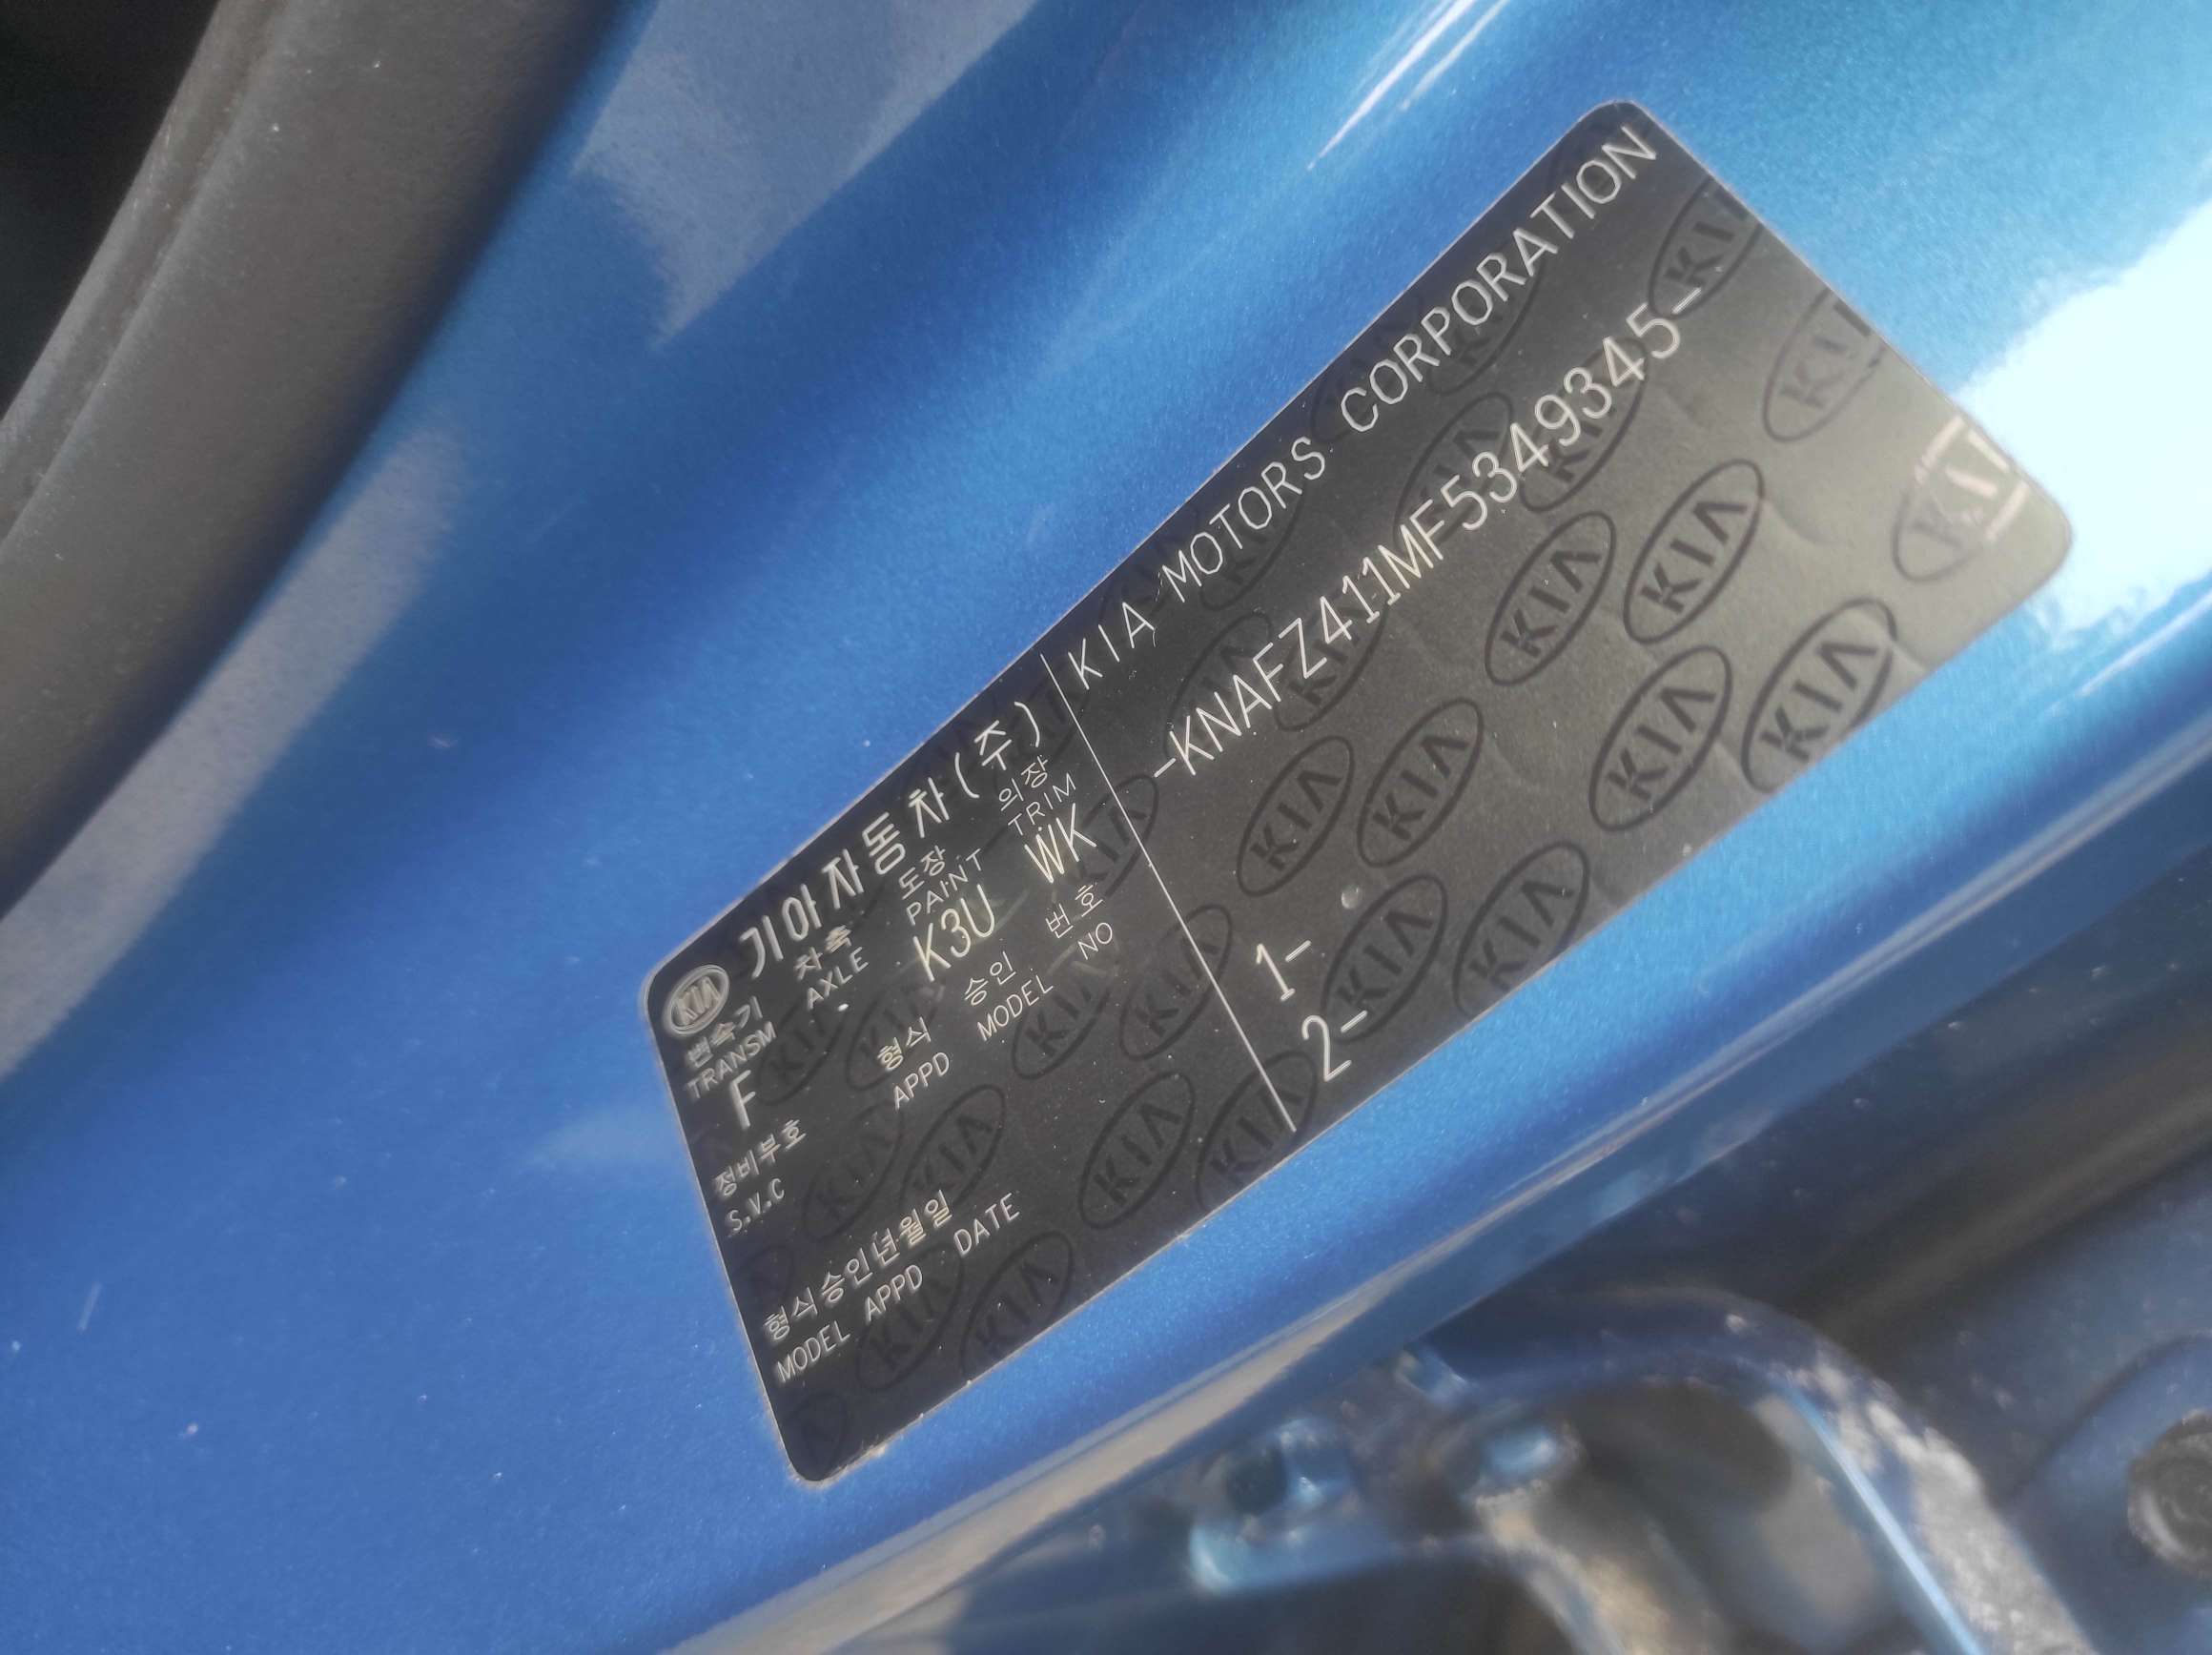 KIA 기아자동차(주) KIA MOTORS CORPORATION
변속기 차축 도장 의장
TRANSM AXLE PAINT TRIM
F - K3U WK
-KNAFZ411MF5349345-
정비부호 형식 승인 번호
S.V.C APPD MODEL NO
형식승인년월일
MODEL APPD DATE
1-
2-